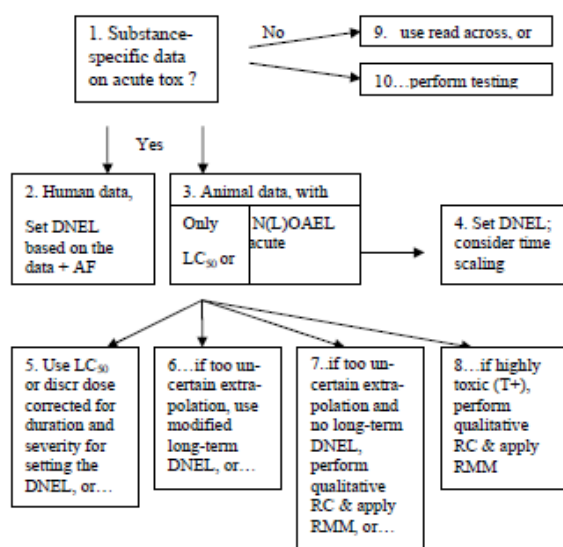 1. Substance-
specific data
on acute tox ?
No
9. use read across, or
10…perform testing
Yes
2. Human data,
Set DNEL
based on the
data + AF
3. Animal data, with
Only
LC₅₀ or
N(L)OAEL
acute
4. Set DNEL;
consider time
scaling
5. Use LC₅₀
or discr dose
corrected for
duration and
severity for
setting the
DNEL, or…
6…if too un-
certain extra-
polation, use
modified
long-term
DNEL, or…
7..if too un-
certain extra-
polation and
no long-term
DNEL,
perform
qualitative
RC & apply
RMM, or…
8…if highly
toxic (T+),
perform
qualitative
RC & apply
RMM